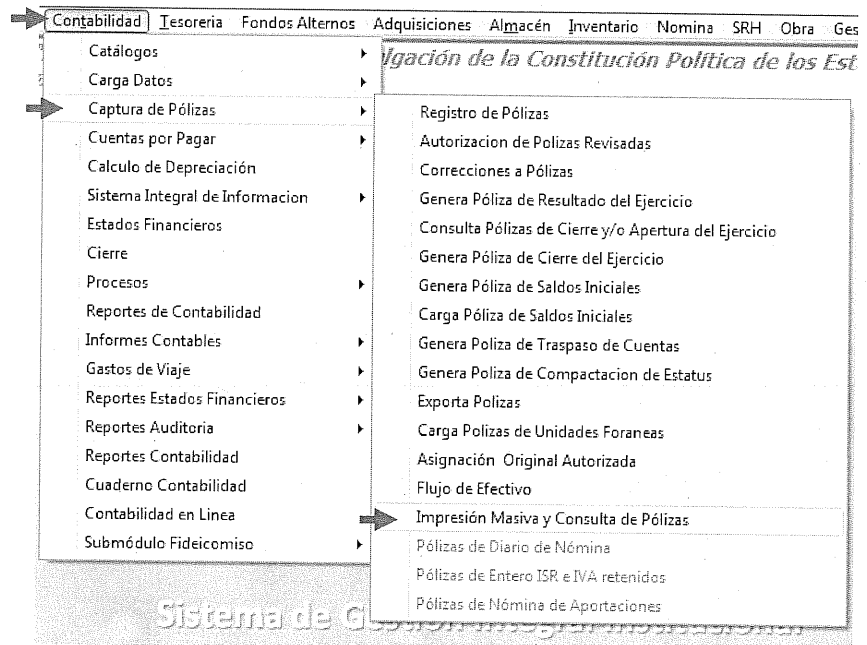 Contabilidad Tesoreria Fondos Alternos Adquisiciones Almacén Inventario Nomina SRH Obra Ges
de la Constitución Política de los Est
Catálogos
Carga Datos
Captura de Pólizas
Cuentas por Pagar
Calculo de Depreciación
Sistema Integral de Informacion
Estados Financieros
Cierre
Procesos
Reportes de Contabilidad
Informes Contables
Gastos de Viaje
Reportes Estados Financieros
Reportes Auditoria
Reportes Contabilidad
Cuaderno Contabilidad
Contabilidad en Linea
Submódulo Fideicomiso
Registro de Pólizas
Autorizacion de Polizas Revisadas
Correcciones a Pólizas
Genera Póliza de Resultado del Ejercicio
Consulta Pólizas de Cierre y/o Apertura del Ejercicio
Genera Póliza de Cierre del Ejercicio
Genera Póliza de Saldos Iniciales
Carga Póliza de Saldos Iniciales
Genera Poliza de Traspaso de Cuentas
Genera Poliza de Compactacion de Estatus
Exporta Polizas
Carga Polizas de Unidades Foraneas
Asignación Original Autorizada
Flujo de Efectivo
Impresión Masiva y Consulta de Pólizas
Pólizas de Diario de Nómina
Pólizas de Entero ISR e IVA retenidos
Pólizas de Nómina de Aportaciones
Sistema de